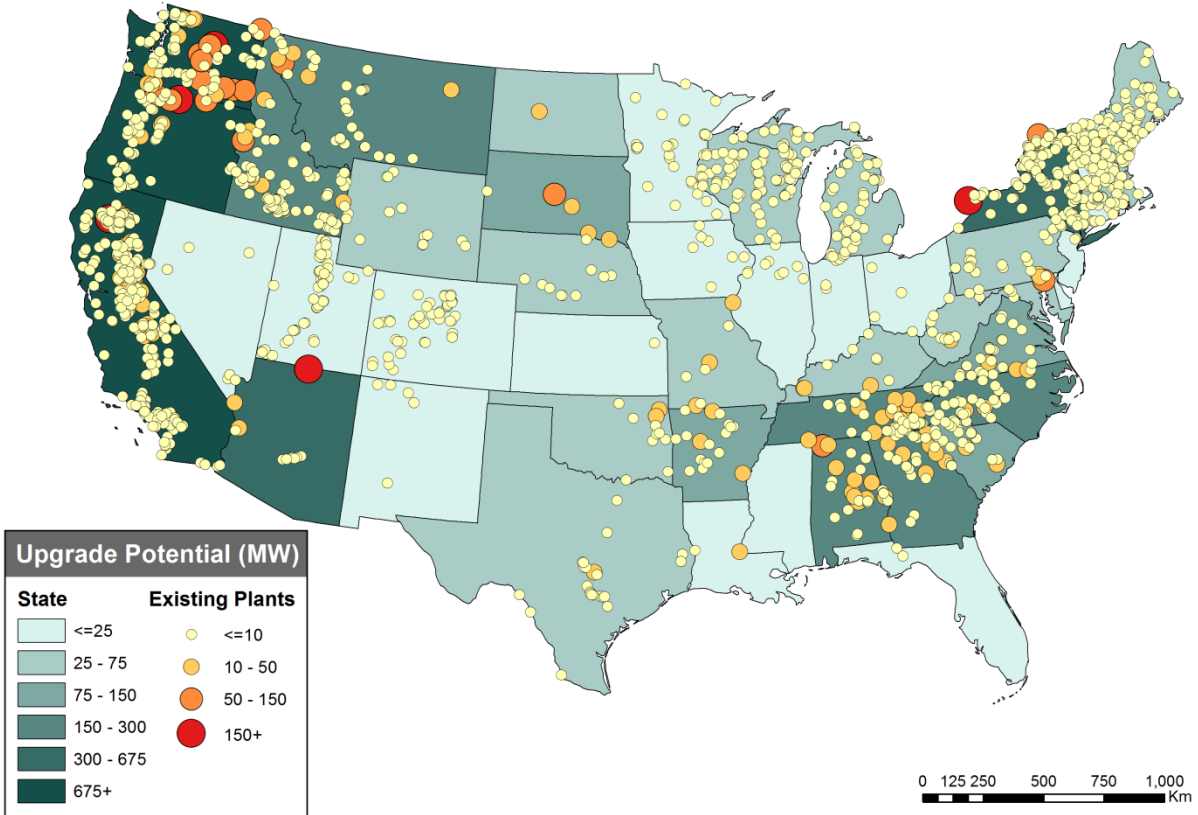 Upgrade Potential (MW)
State Existing Plants
<=25 <=10
25 - 75 10 - 50
75 - 150 50 - 150
150 - 300 150+
300 - 675
675+
0 125 250 500 750 1,000
Km